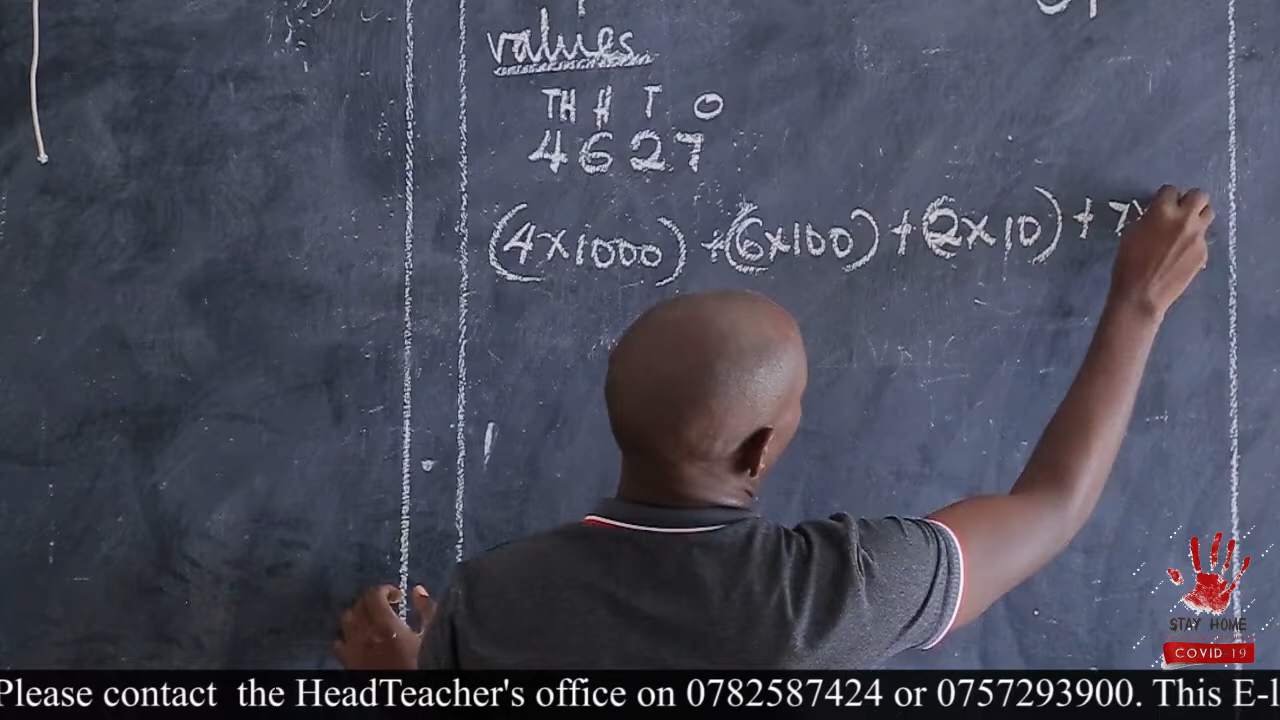 values
TH H T O
4627
(4x1000) + (6x100) + (2x10) + 7x
STAY HOME
COVID 19
Please contact the HeadTeacher's office on 0782587424 or 0757293900. This E-l